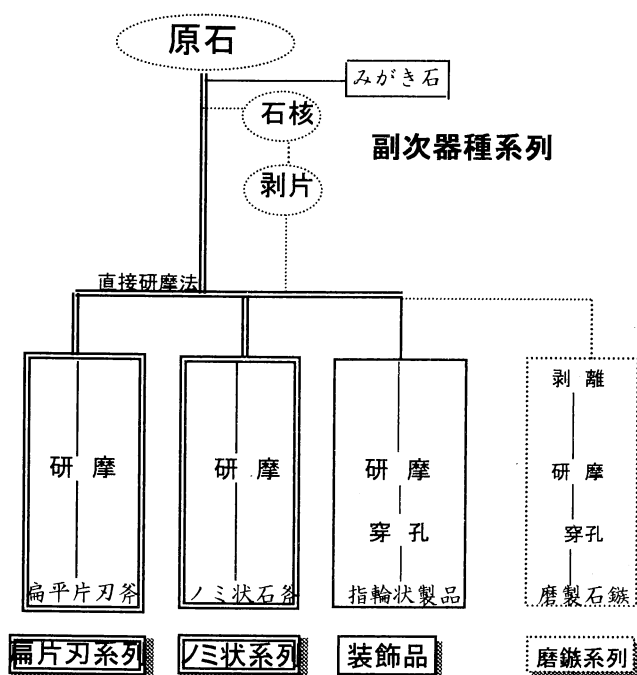 原石
みがき石
石核
副次器種系列
剥片
直接研摩法
剥離
研摩
研摩
研摩
研摩
穿孔
穿孔
扁平片刃斧
ノミ状石斧
指輪状製品
磨製石鏃
扁片刃系列
ノミ状系列
装飾品
磨鏃系列